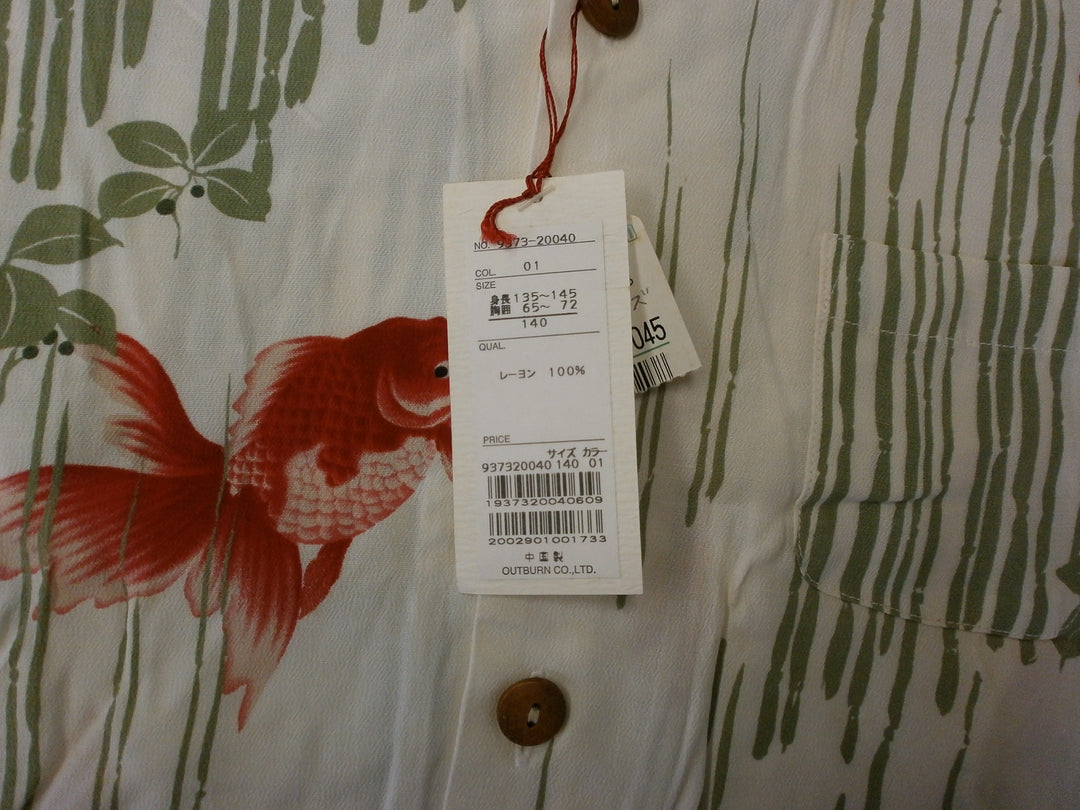 NO. 9373-20040
COL. 01
SIZE
身長 135~145
胸囲 65~ 72
140
QUAL.
レーヨン 100%
PRICE
サイズ カラー
937320040 140 01
1937320040609
2002901001733
中国製
OUTBURN CO.,LTD.
ズ
045